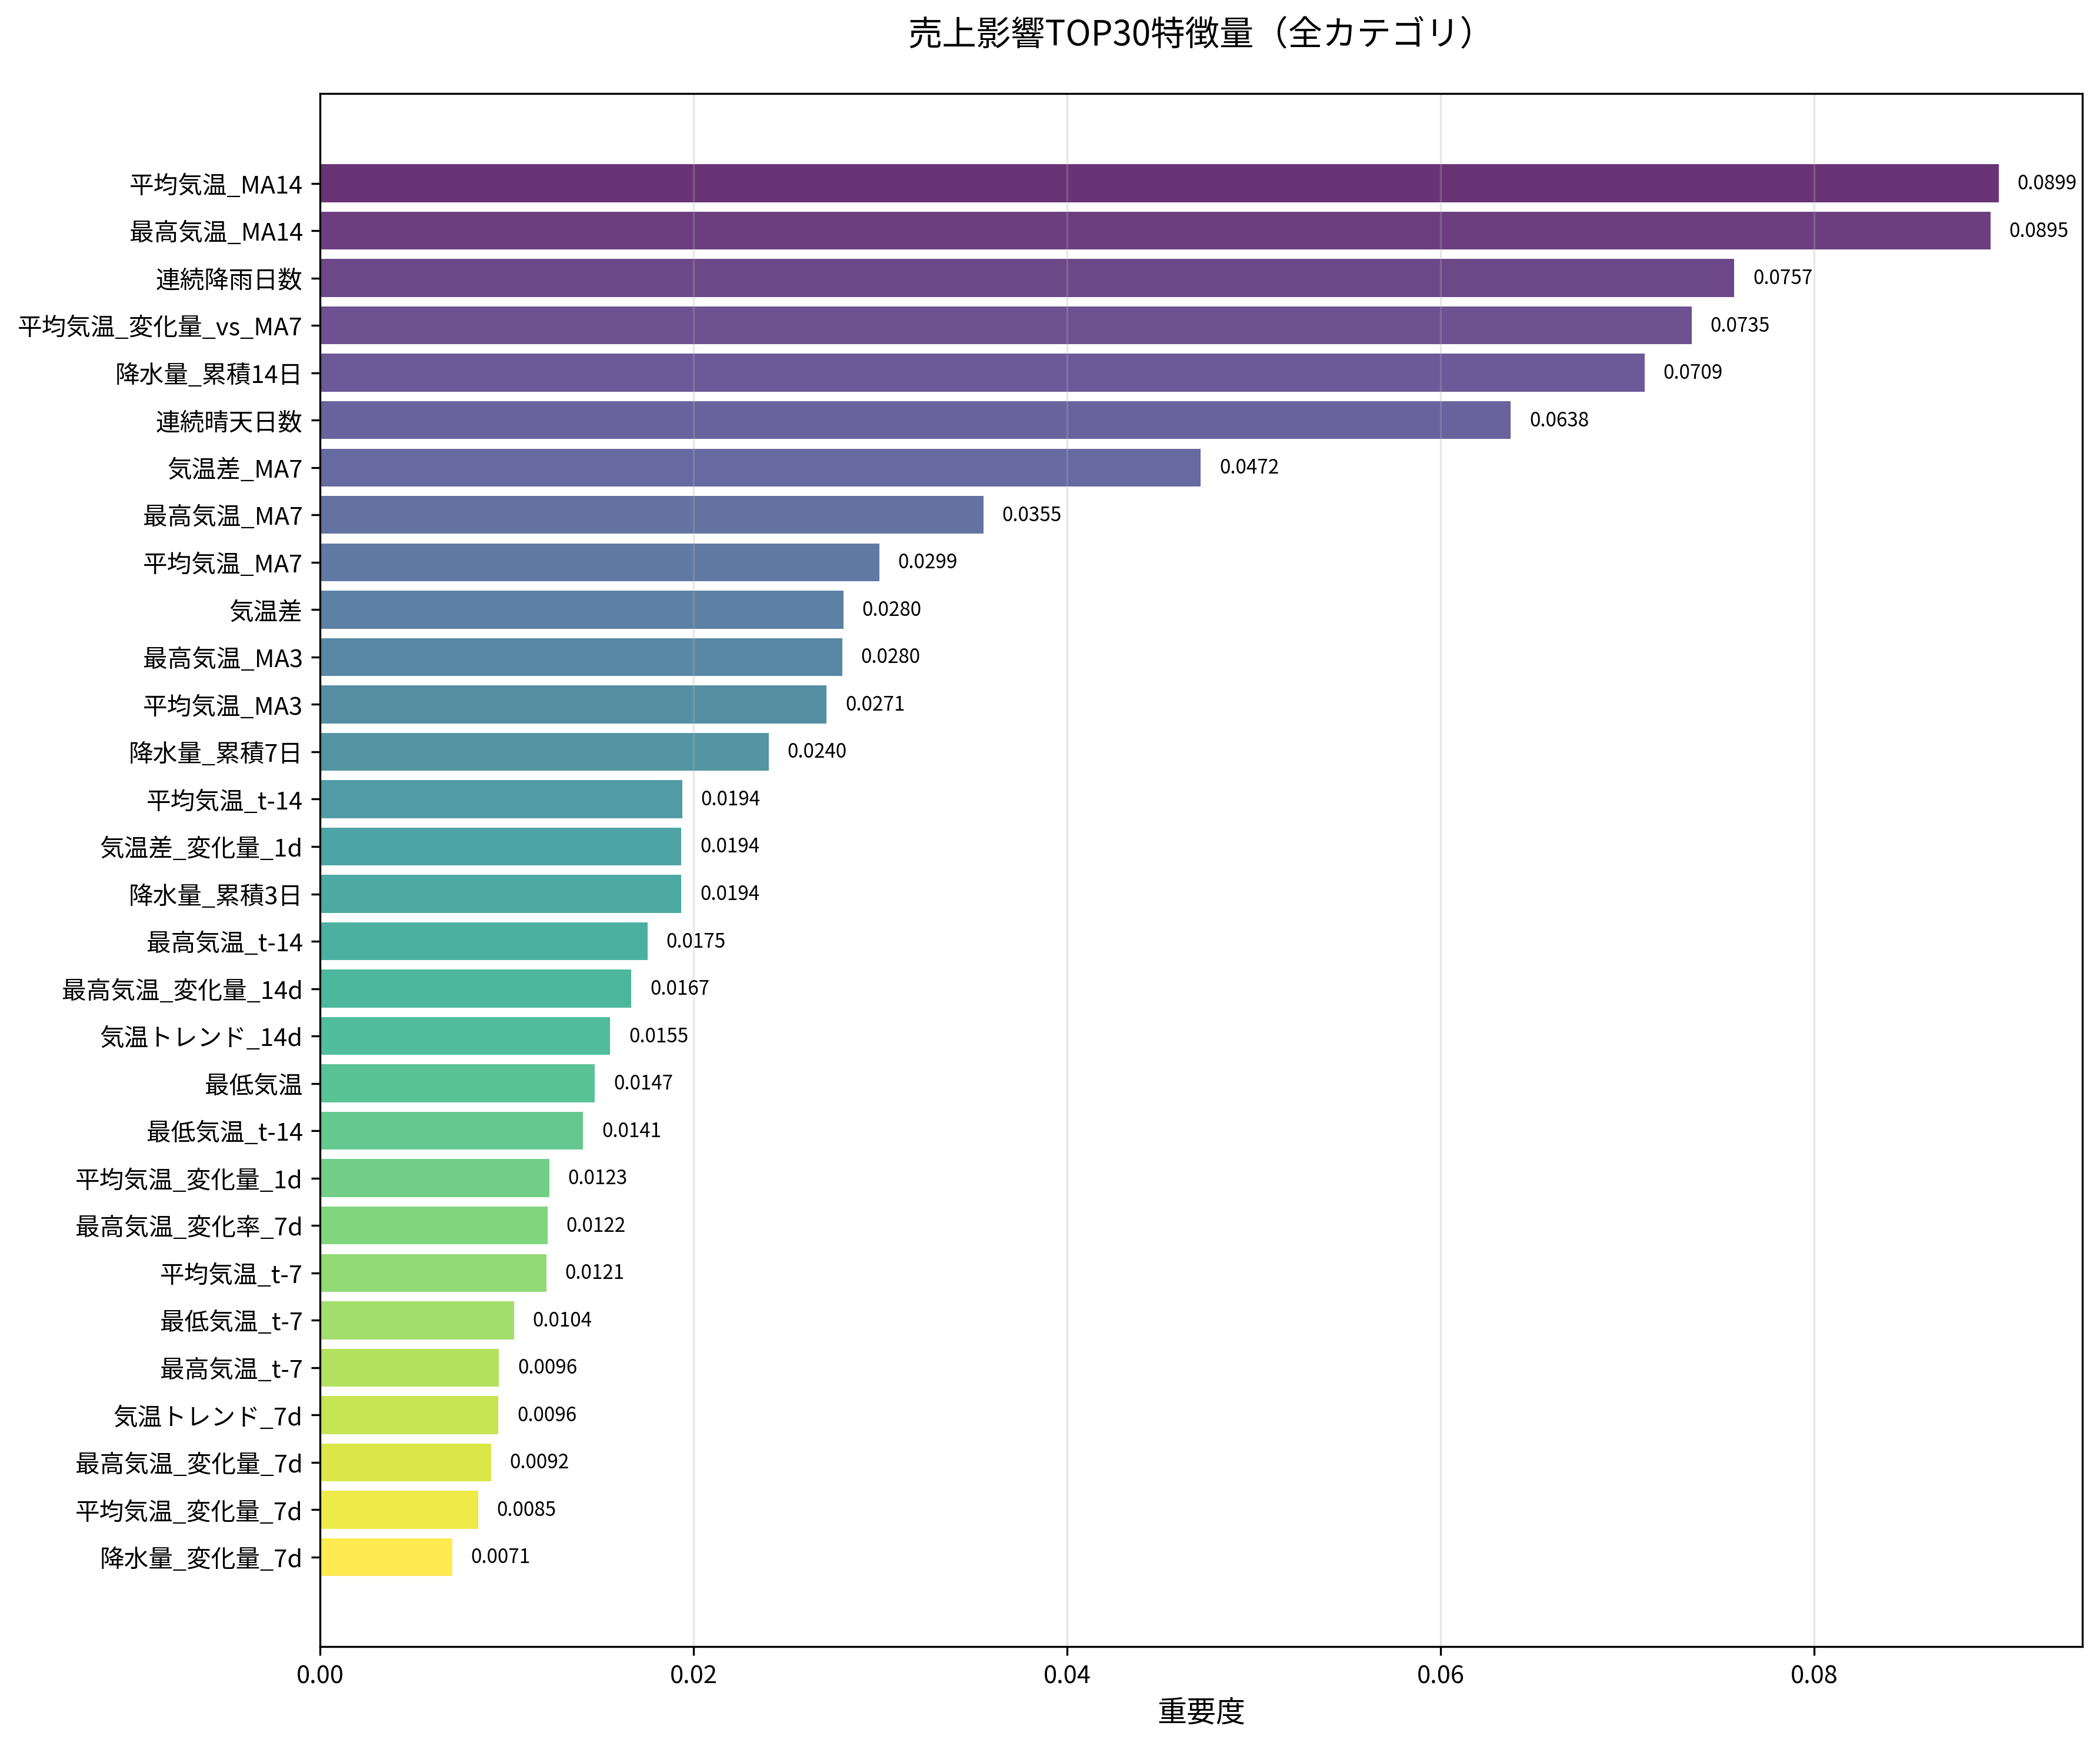 売上影響TOP30特徴量（全カテゴリ）
平均気温_MA14 0.0899
最高気温_MA14 0.0895
連続降雨日数 0.0757
平均気温_変化量_vs_MA7 0.0735
降水量_累積14日 0.0709
連続晴天日数 0.0638
気温差_MA7 0.0472
最高気温_MA7 0.0355
平均気温_MA7 0.0299
気温差 0.0280
最高気温_MA3 0.0280
平均気温_MA3 0.0271
降水量_累積7日 0.0240
平均気温_t-14 0.0194
気温差_変化量_1d 0.0194
降水量_累積3日 0.0194
最高気温_t-14 0.0175
最高気温_変化量_14d 0.0167
気温トレンド_14d 0.0155
最低気温 0.0147
最低気温_t-14 0.0141
平均気温_変化量_1d 0.0123
最高気温_変化率_7d 0.0122
平均気温_t-7 0.0121
最低気温_t-7 0.0104
最高気温_t-7 0.0096
気温トレンド_7d 0.0096
最高気温_変化量_7d 0.0092
平均気温_変化量_7d 0.0085
降水量_変化量_7d 0.0071
0.00 0.02 0.04 0.06 0.08
重要度